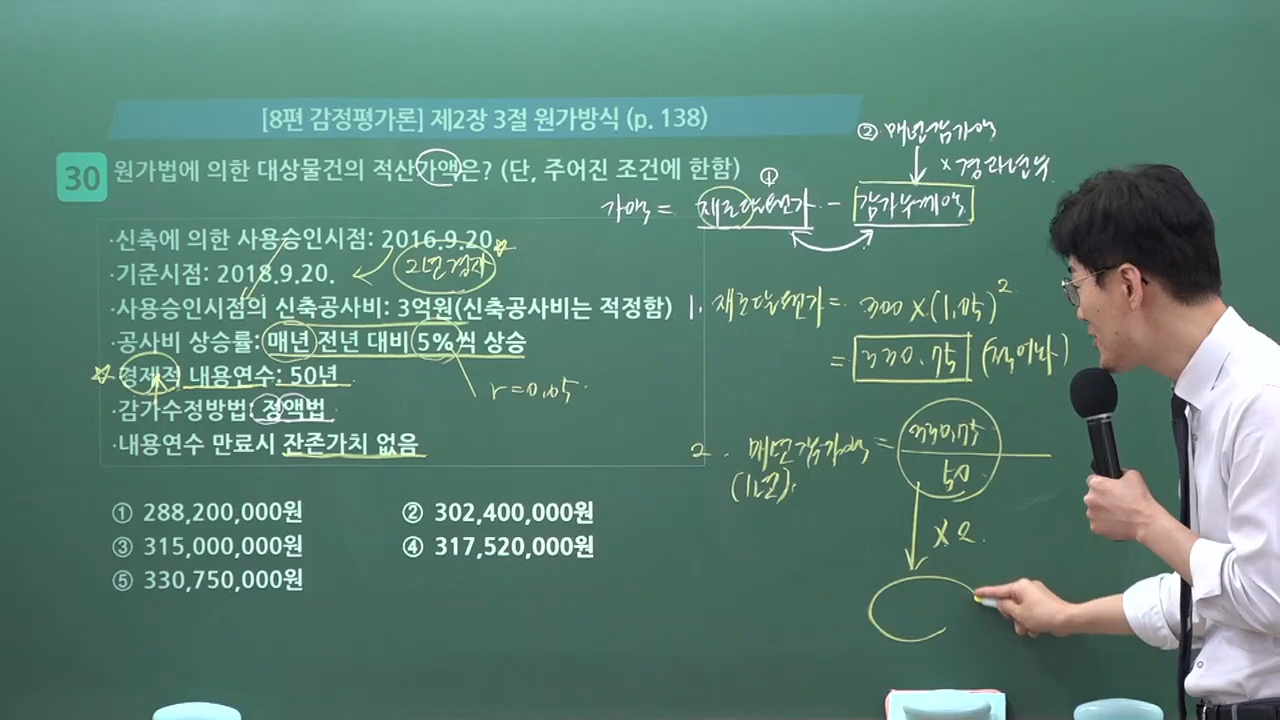 [8편 감정평가론] 제2장 3절 원가방식 (p. 138)
30 원가법에 의한 대상물건의 적산가액은? (단, 주어진 조건에 한함)
·신축에 의한 사용승인시점: 2016.9.20.
·기준시점: 2018.9.20.
2년 경과
·사용승인시점의 신축공사비: 3억원(신축공사비는 적정함)
·공사비 상승률: 매년 전년 대비 5%씩 상승
·경제적 내용연수: 50년
r=0.05
·감가수정방법: 정액법
·내용연수 만료시 잔존가치 없음
① 288,200,000원
② 302,400,000원
③ 315,000,000원
④ 317,520,000원
⑤ 330,750,000원
② 매년감가액
× 경과년수
①
가액 = 재조달원가 - 감가누계액
1. 재조달원가 = 300×(1.05)²
= 330.75
2. 매년감가액 = 330.75
(1년)
50
×2.